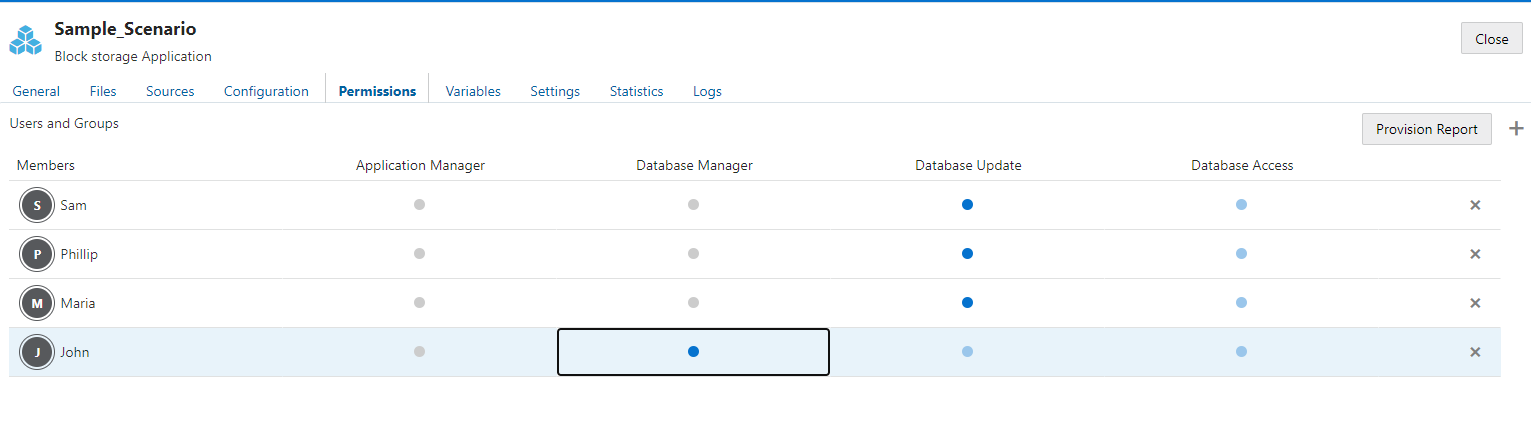 Sample_Scenario
Block storage Application
Close
General Files Sources Configuration Permissions Variables Settings Statistics Logs
Users and Groups
Provision Report
Members Application Manager Database Manager Database Update Database Access
S Sam
P Phillip
M Maria
J John